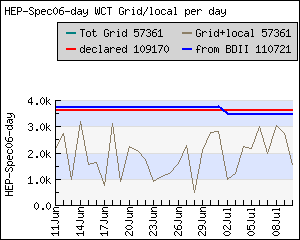 HEP-Spec06-day WCT Grid/local per day
Tot Grid 57361
Grid+local 57361
declared 109170
from BDII 110721
HEP-Spec06-day
4.0k
3.0k
2.0k
1.0k
0.0
11Jun
14Jun
17Jun
20Jun
23Jun
26Jun
29Jun
02Jul
05Jul
08Jul